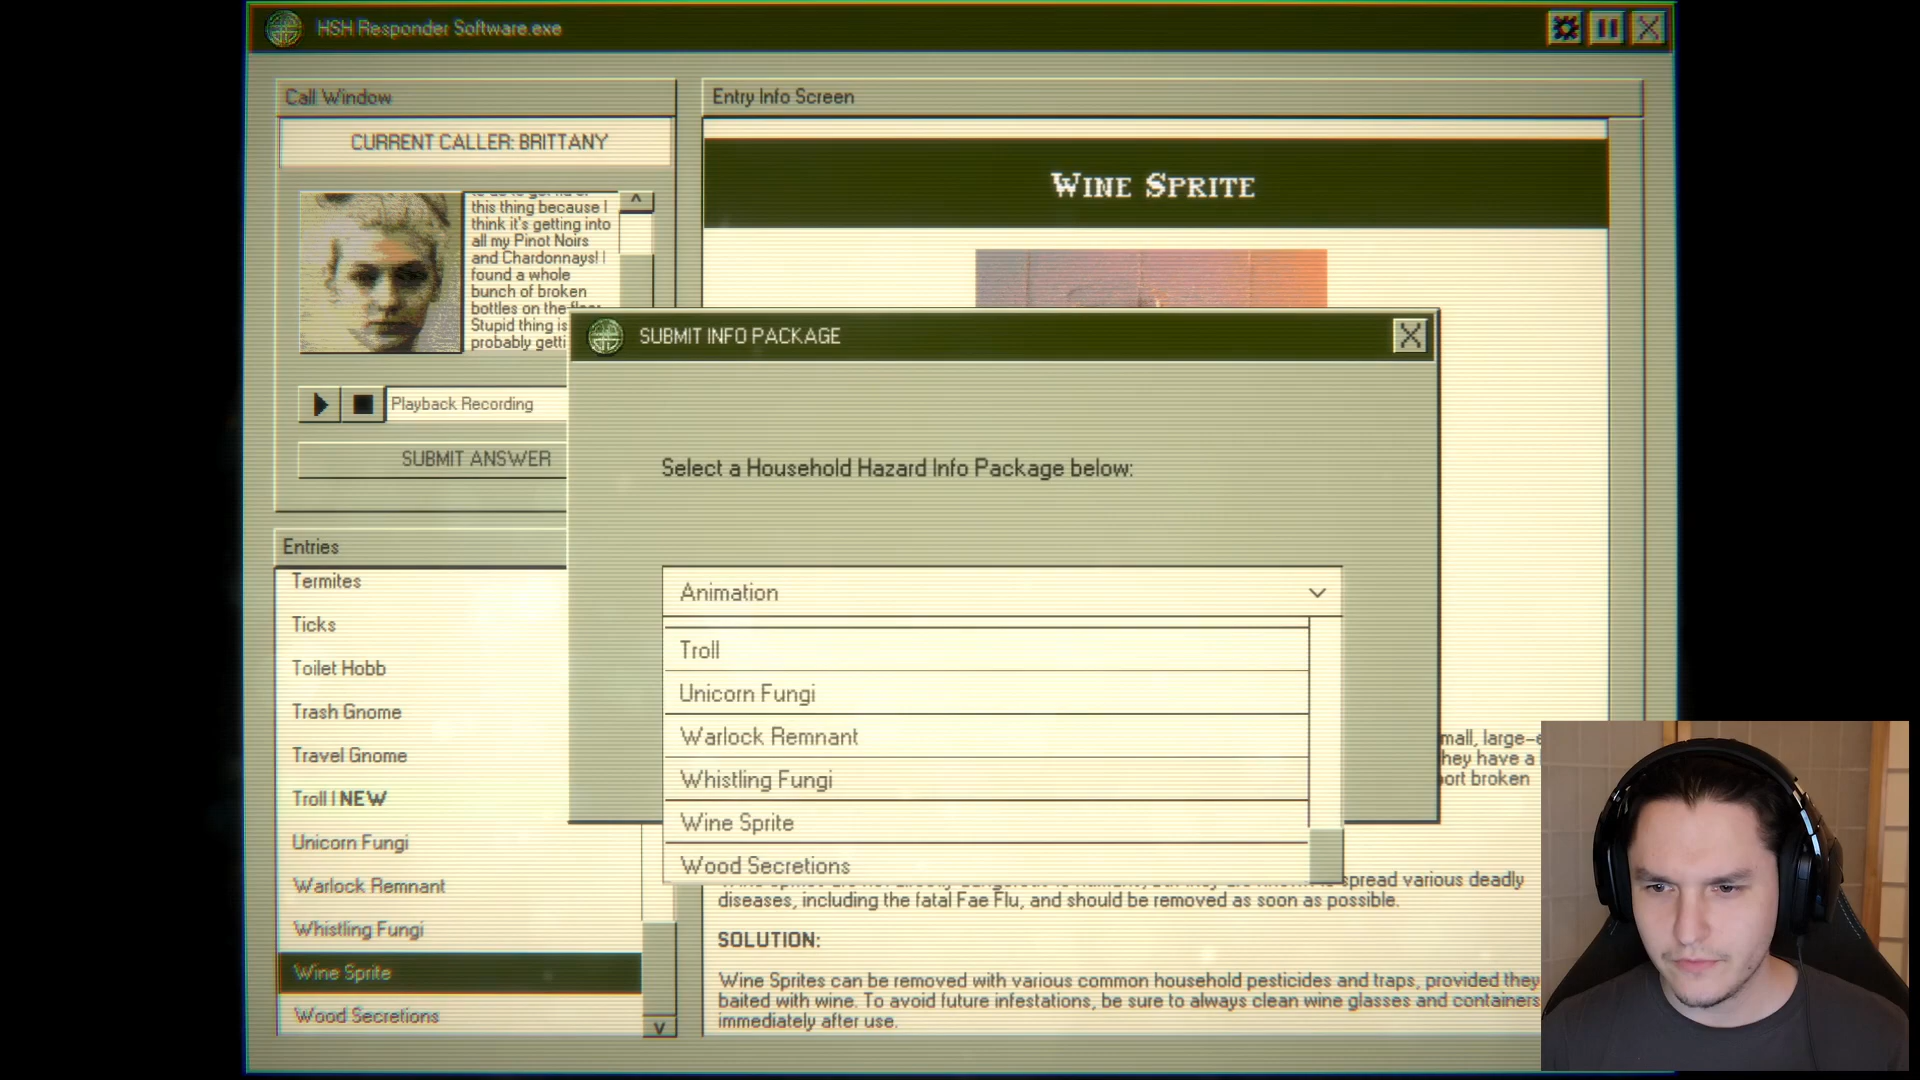 HSH Responder Software.exe
Call Window
CURRENT CALLER: BRITTANY
this thing because I
think it's getting into
all my Pinot Noirs
and Chardonnays! I
found a whole
bunch of broken
bottles on the floor
Stupid thing is
probably getti
Playback Recording
SUBMIT ANSWER
Entries
Termites
Ticks
Toilet Hobb
Trash Gnome
Travel Gnome
Troll | NEW
Unicorn Fungi
Warlock Remnant
Whistling Fungi
Wine Sprite
Wood Secretions
Entry Info Screen
WINE SPRITE
SUBMIT INFO PACKAGE
Select a Household Hazard Info Package below:
Animation
Troll
Unicorn Fungi
Warlock Remnant
Whistling Fungi
Wine Sprite
Wood Secretions
mall, large-e
hey have a
ort broken
spread various deadly
diseases, including the fatal Fae Flu, and should be removed as soon as possible.
SOLUTION:
Wine Sprites can be removed with various common household pesticides and traps, provided they
baited with wine. To avoid future infestations, be sure to always clean wine glasses and containers
immediately after use.